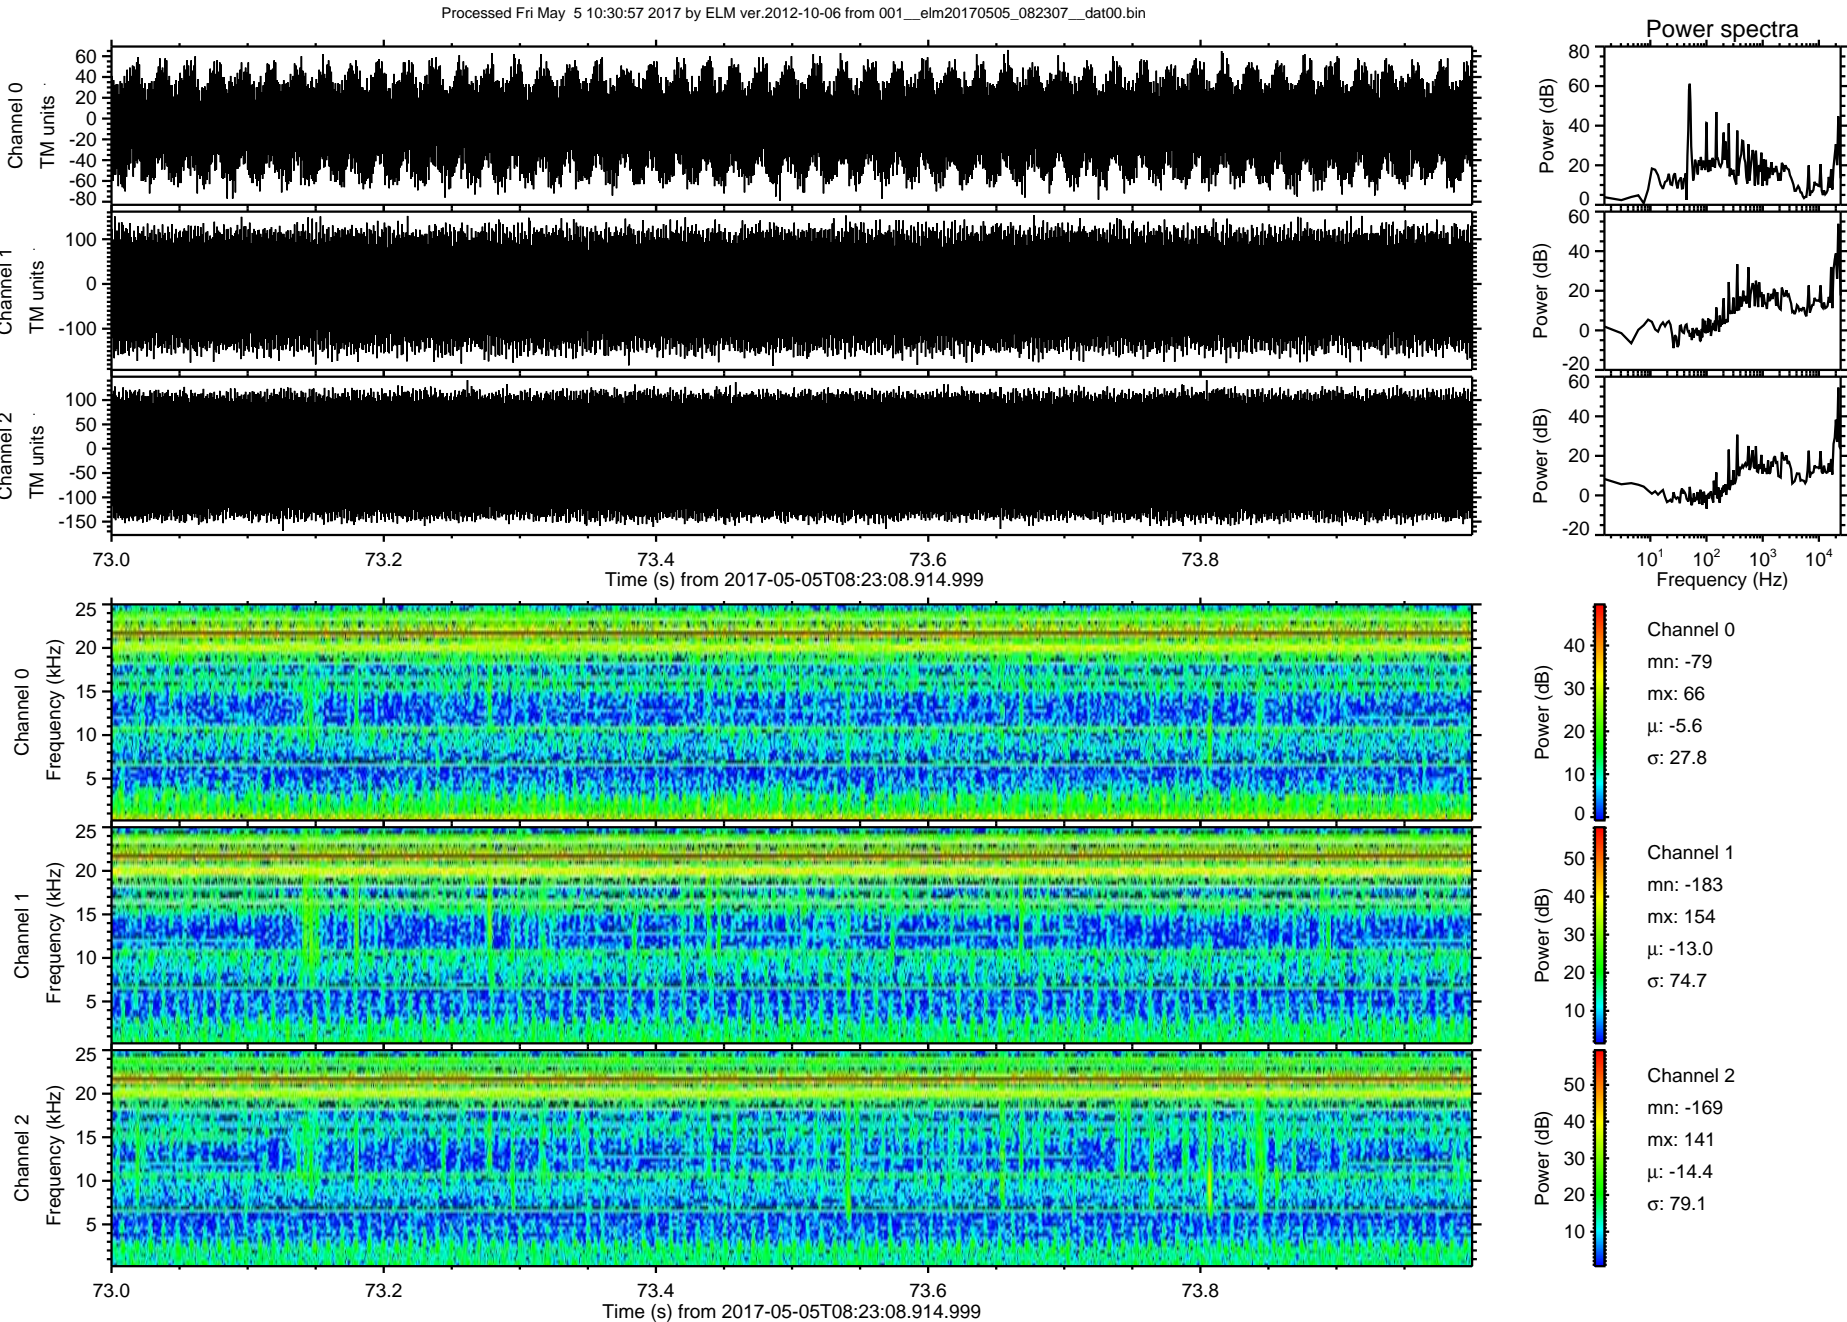 Processed Fri May 5 10:30:57 2017 by ELM ver.2012-10-06 from 001__elm20170505_082307__dat00.bin
Power spectra
Channel 0
TM units
60
40
20
0
-20
-40
-60
-80
Power (dB)
80
60
40
20
0
Channel 1
TM units
100
0
-100
Power (dB)
60
40
20
0
-20
Channel 2
TM units
100
50
0
-50
-100
-150
Power (dB)
60
40
20
0
-20
73.0 73.2 73.4 73.6 73.8
Time (s) from 2017-05-05T08:23:08.914.999
10¹ 10² 10³ 10⁴
Frequency (Hz)
Channel 0
Frequency (kHz)
25
20
15
10
5
Power (dB)
40
30
20
10
0
Channel 0
mn: -79
mx: 66
μ: -5.6
σ: 27.8
Channel 1
Frequency (kHz)
25
20
15
10
5
Power (dB)
50
40
30
20
10
Channel 1
mn: -183
mx: 154
μ: -13.0
σ: 74.7
Channel 2
Frequency (kHz)
25
20
15
10
5
Power (dB)
50
40
30
20
10
Channel 2
mn: -169
mx: 141
μ: -14.4
σ: 79.1
73.0 73.2 73.4 73.6 73.8
Time (s) from 2017-05-05T08:23:08.914.999